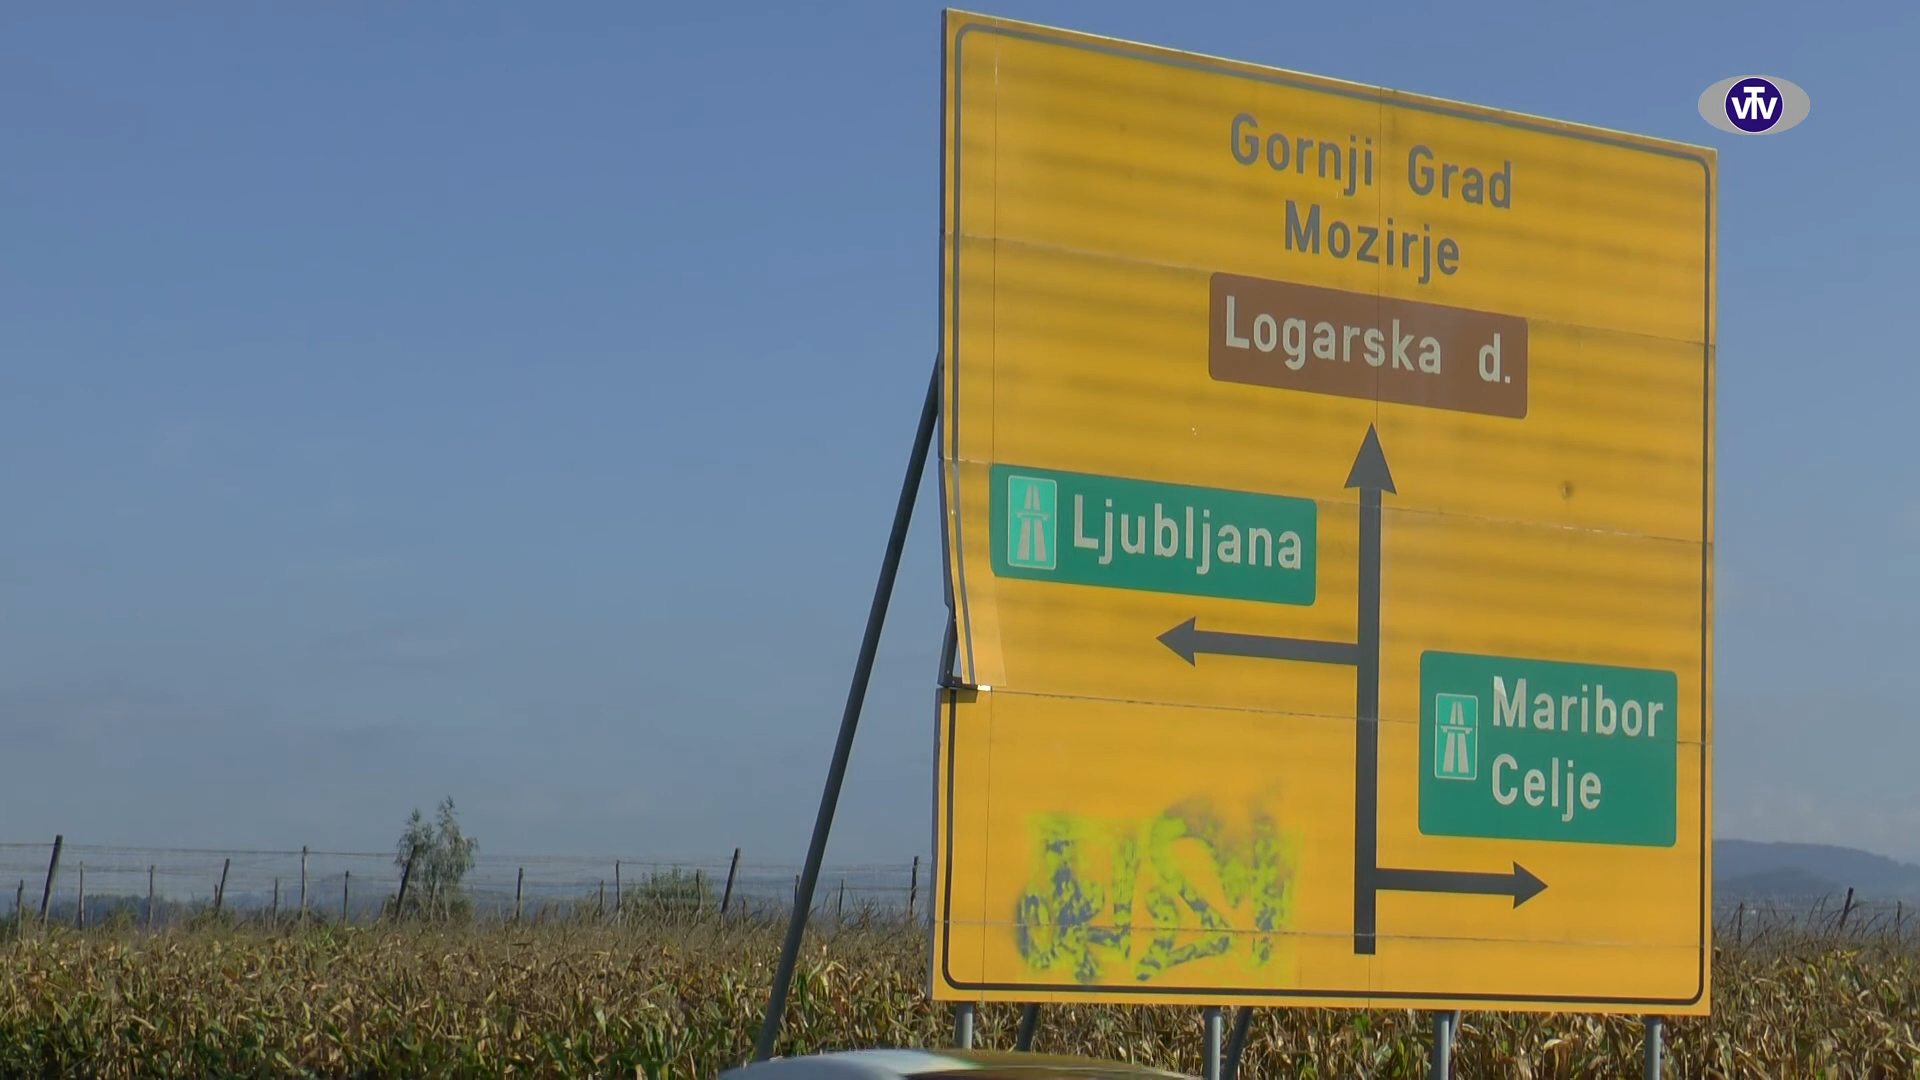 VTV
Gornji Grad
Mozirje
Logarska d.
Ljubljana
Maribor
Celje